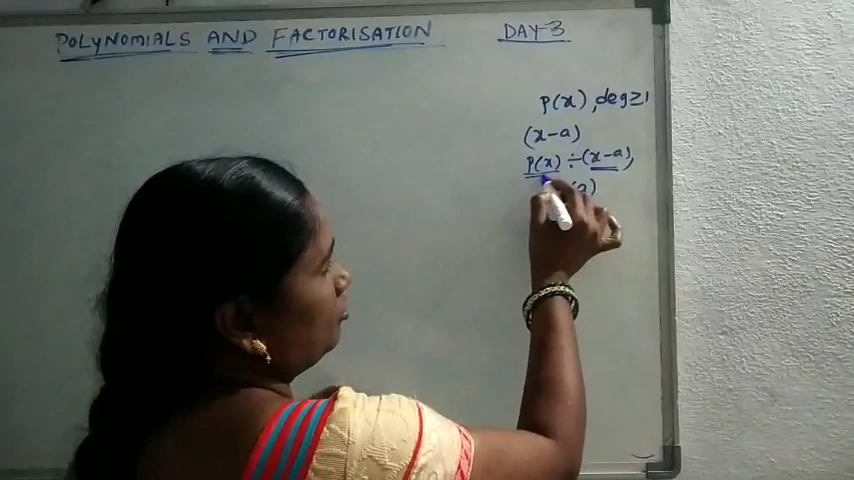 POLYNOMIALS AND FACTORISATION DAY-3
p(x), deg≥1
(x-a)
p(x) ÷ (x-a),
(a)